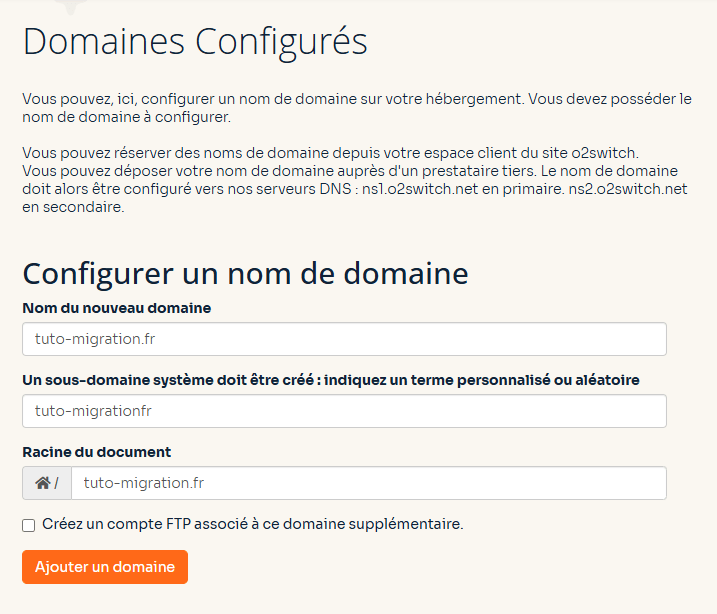 Domaines Configurés
Vous pouvez, ici, configurer un nom de domaine sur votre hébergement. Vous devez posséder le
nom de domaine à configurer.
Vous pouvez réserver des noms de domaine depuis votre espace client du site o2switch.
Vous pouvez déposer votre nom de domaine auprès d'un prestataire tiers. Le nom de domaine
doit alors être configuré vers nos serveurs DNS : ns1.o2switch.net en primaire. ns2.o2switch.net
en secondaire.
Configurer un nom de domaine
Nom du nouveau domaine
tuto-migration.fr
Un sous-domaine système doit être créé : indiquez un terme personnalisé ou aléatoire
tuto-migrationfr
Racine du document
/ tuto-migration.fr
Créez un compte FTP associé à ce domaine supplémentaire.
Ajouter un domaine